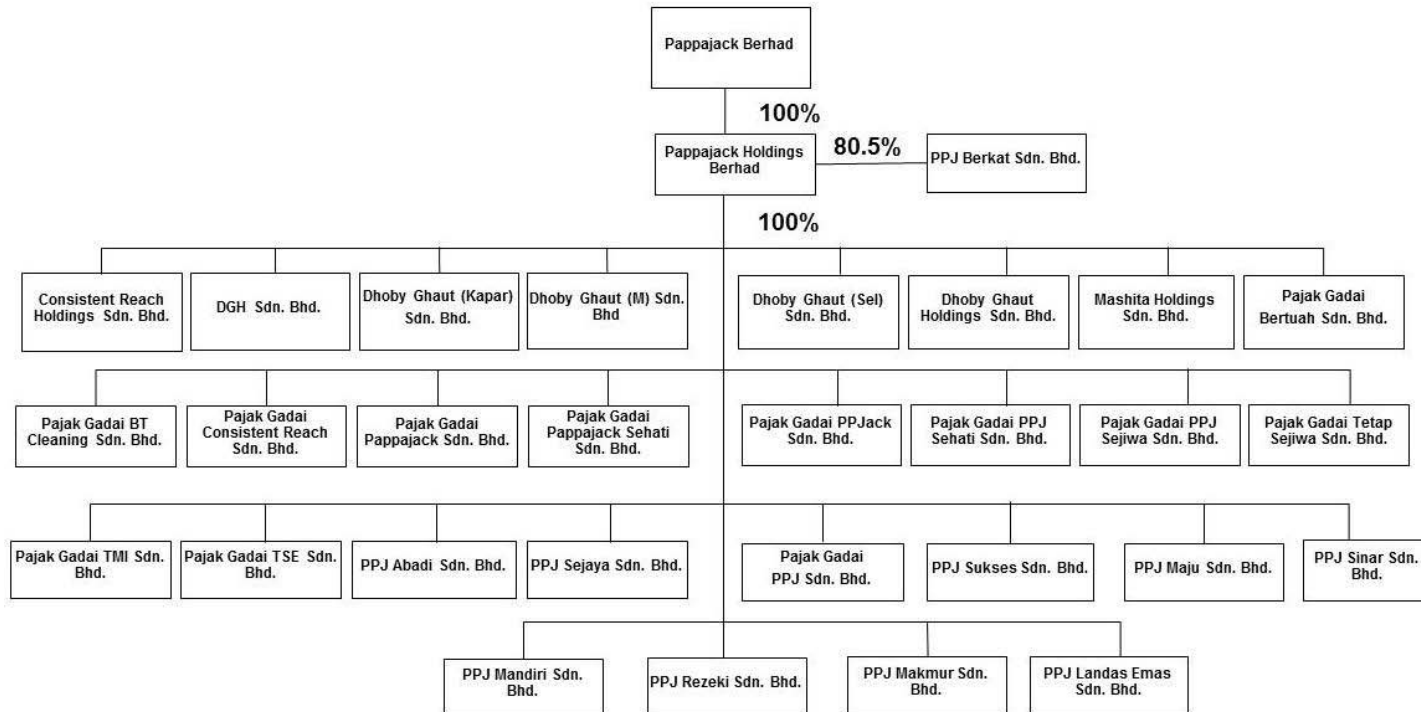 Pappajack Berhad
100%
Pappajack Holdings
Berhad
80.5%
PPJ Berkat Sdn. Bhd.
100%
Consistent Reach
Holdings Sdn. Bhd.
DGH Sdn. Bhd.
Dhoby Ghaut (Kapar)
Sdn. Bhd.
Dhoby Ghaut (M) Sdn.
Bhd
Dhoby Ghaut (Sel)
Sdn. Bhd.
Dhoby Ghaut
Holdings Sdn. Bhd.
Mashita Holdings
Sdn. Bhd.
Pajak Gadai
Bertuah Sdn. Bhd.
Pajak Gadai BT
Cleaning Sdn. Bhd.
Pajak Gadai
Consistent Reach
Sdn. Bhd.
Pajak Gadai
Pappajack Sdn. Bhd.
Pajak Gadai
Pappajack Sehati
Sdn. Bhd.
Pajak Gadai PPJack
Sdn. Bhd.
Pajak Gadai PPJ
Sehati Sdn. Bhd.
Pajak Gadai PPJ
Sejiwa Sdn. Bhd.
Pajak Gadai Tetap
Sejiwa Sdn. Bhd.
Pajak Gadai TMI Sdn.
Bhd.
Pajak Gadai TSE Sdn.
Bhd.
PPJ Abadi Sdn. Bhd.
PPJ Sejaya Sdn. Bhd.
Pajak Gadai
PPJ Sdn. Bhd.
PPJ Sukses Sdn. Bhd.
PPJ Maju Sdn. Bhd.
PPJ Sinar Sdn.
Bhd.
PPJ Mandiri Sdn.
Bhd.
PPJ Rezeki Sdn. Bhd.
PPJ Makmur Sdn.
Bhd.
PPJ Landas Emas
Sdn. Bhd.